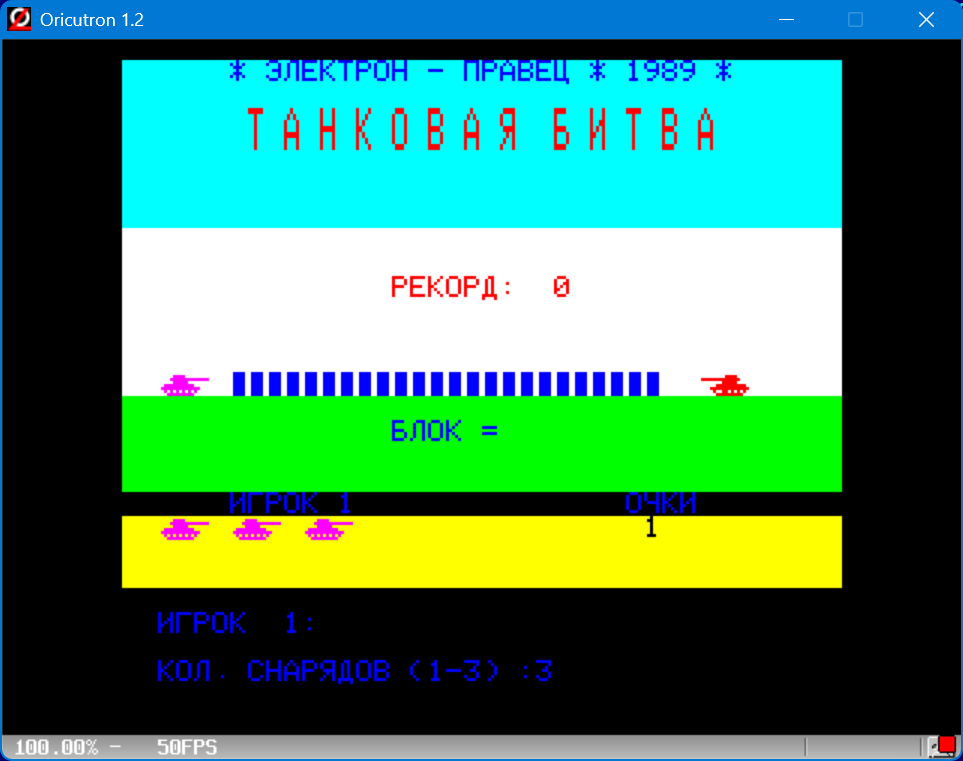 Oricutron 1.2
* ЭЛЕКТРОН - ПРАВЕЦ * 1989 *
ТАНКОВАЯ БИТВА
РЕКОРД: 0
БЛОК =
ИГРОК 1 ОЧКИ
1
ИГРОК 1:
КОЛ. СНАРЯДОВ (1-3) :3
100.00% - 50FPS